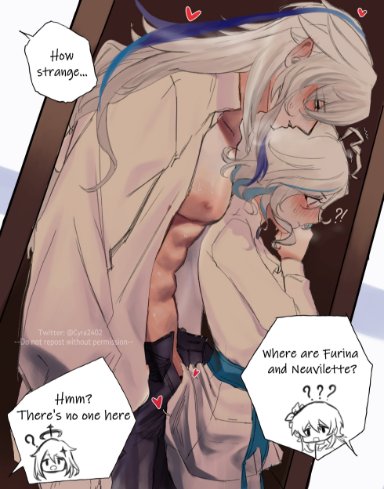 How
strange...
?!
Twitter: @Cyra2402
--Do not repost without permission--
Where are Furina
and Neuvilette?
???
Hmm?
There's no one here
?